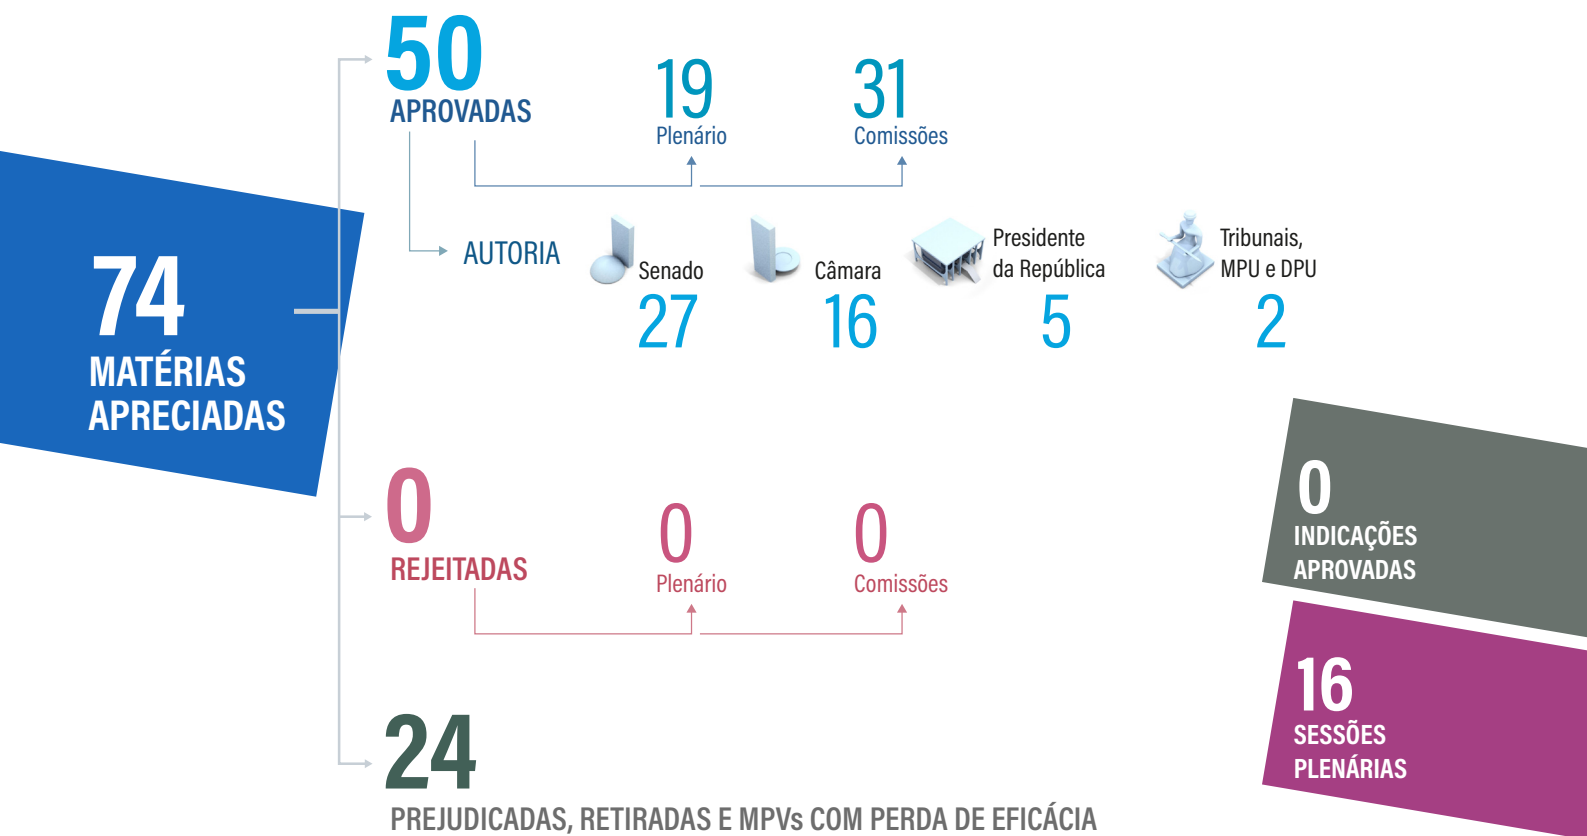 74
MATÉRIAS
APRECIADAS
50
APROVADAS
19
Plenário
31
Comissões
AUTORIA
Senado
27
Câmara
16
Presidente
da República
5
Tribunais,
MPU e DPU
2
0
REJEITADAS
0
Plenário
0
Comissões
24
PREJUDICADAS, RETIRADAS E MPVs COM PERDA DE EFICÁCIA
0
INDICAÇÕES
APROVADAS
16
SESSÕES
PLENÁRIAS